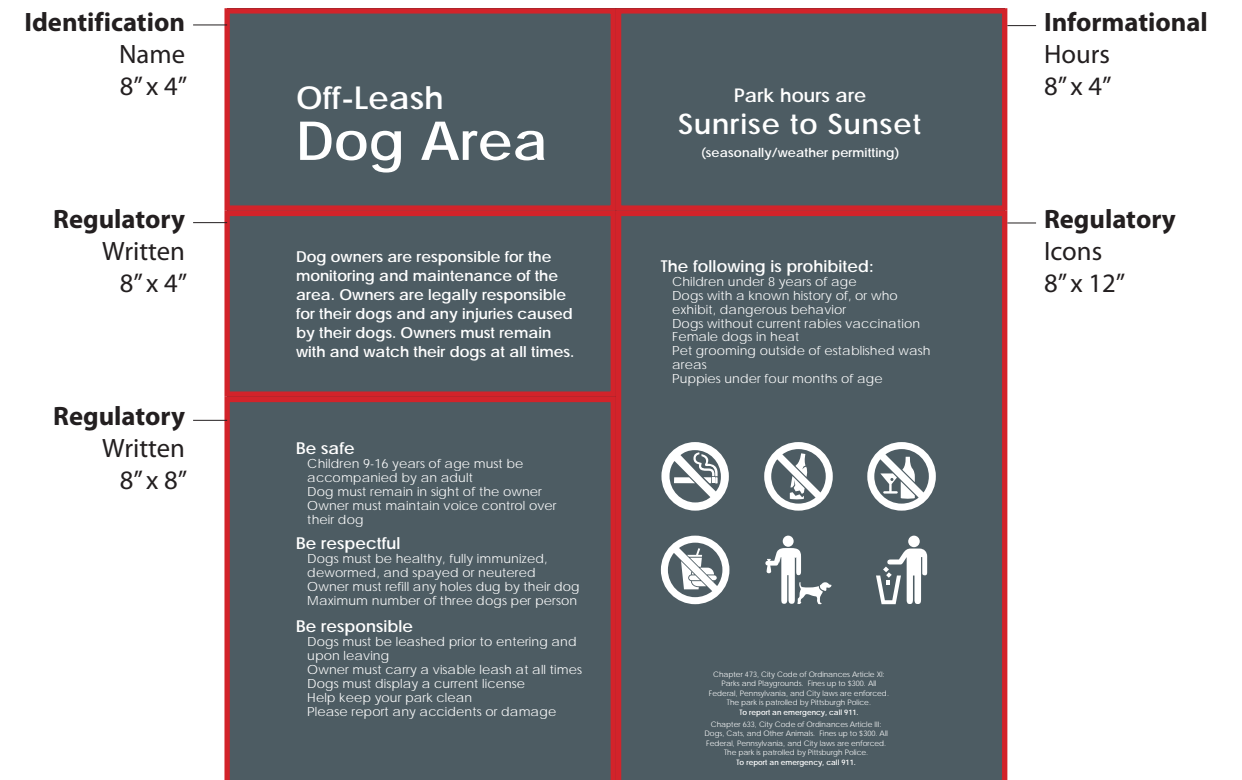 Identification
Name
8” x 4”
Informational
Hours
8” x 4”
Off-Leash
Dog Area
Park hours are
Sunrise to Sunset
(seasonally/weather permitting)
Regulatory
Written
8” x 4”
Regulatory
Icons
8” x 12”
Dog owners are responsible for the
monitoring and maintenance of the
area. Owners are legally responsible
for their dogs and any injuries caused
by their dogs. Owners must remain
with and watch their dogs at all times.
The following is prohibited:
Children under 8 years of age
Dogs with a known history of, or who
exhibit, dangerous behavior
Dogs without current rabies vaccination
Female dogs in heat
Pet grooming outside of established wash
areas
Puppies under four months of age
Regulatory
Written
8” x 8”
Be safe
Children 9-16 years of age must be
accompanied by an adult
Dog must remain in sight of the owner
Owner must maintain voice control over
their dog
Be respectful
Dogs must be healthy, fully immunized,
dewormed, and spayed or neutered
Owner must refill any holes dug by their dog
Maximum number of three dogs per person
Be responsible
Dogs must be leashed prior to entering and
upon leaving
Owner must carry a visable leash at all times
Dogs must display a current license
Help keep your park clean
Please report any accidents or damage
Chapter 473, City Code of Ordinances Article XI:
Parks and Playgrounds. Fines up to $300. All
Federal, Pennsylvania, and City laws are enforced.
The park is patrolled by Pittsburgh Police.
To report an emergency, call 911.
Chapter 633, City Code of Ordinances Article III:
Dogs, Cats, and Other Animals. Fines up to $300. All
Federal, Pennsylvania, and City laws are enforced.
The park is patrolled by Pittsburgh Police.
To report an emergency, call 911.